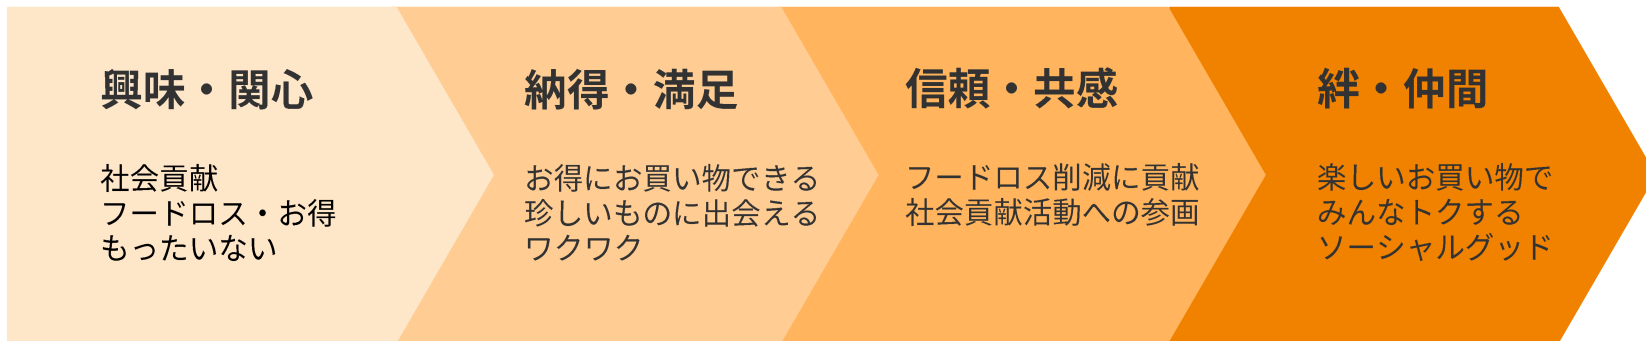 興味・関心
社会貢献
フードロス・お得
もったいない
納得・満足
お得にお買い物できる
珍しいものに出会える
ワクワク
信頼・共感
フードロス削減に貢献
社会貢献活動への参画
絆・仲間
楽しいお買い物で
みんなトクする
ソーシャルグッド